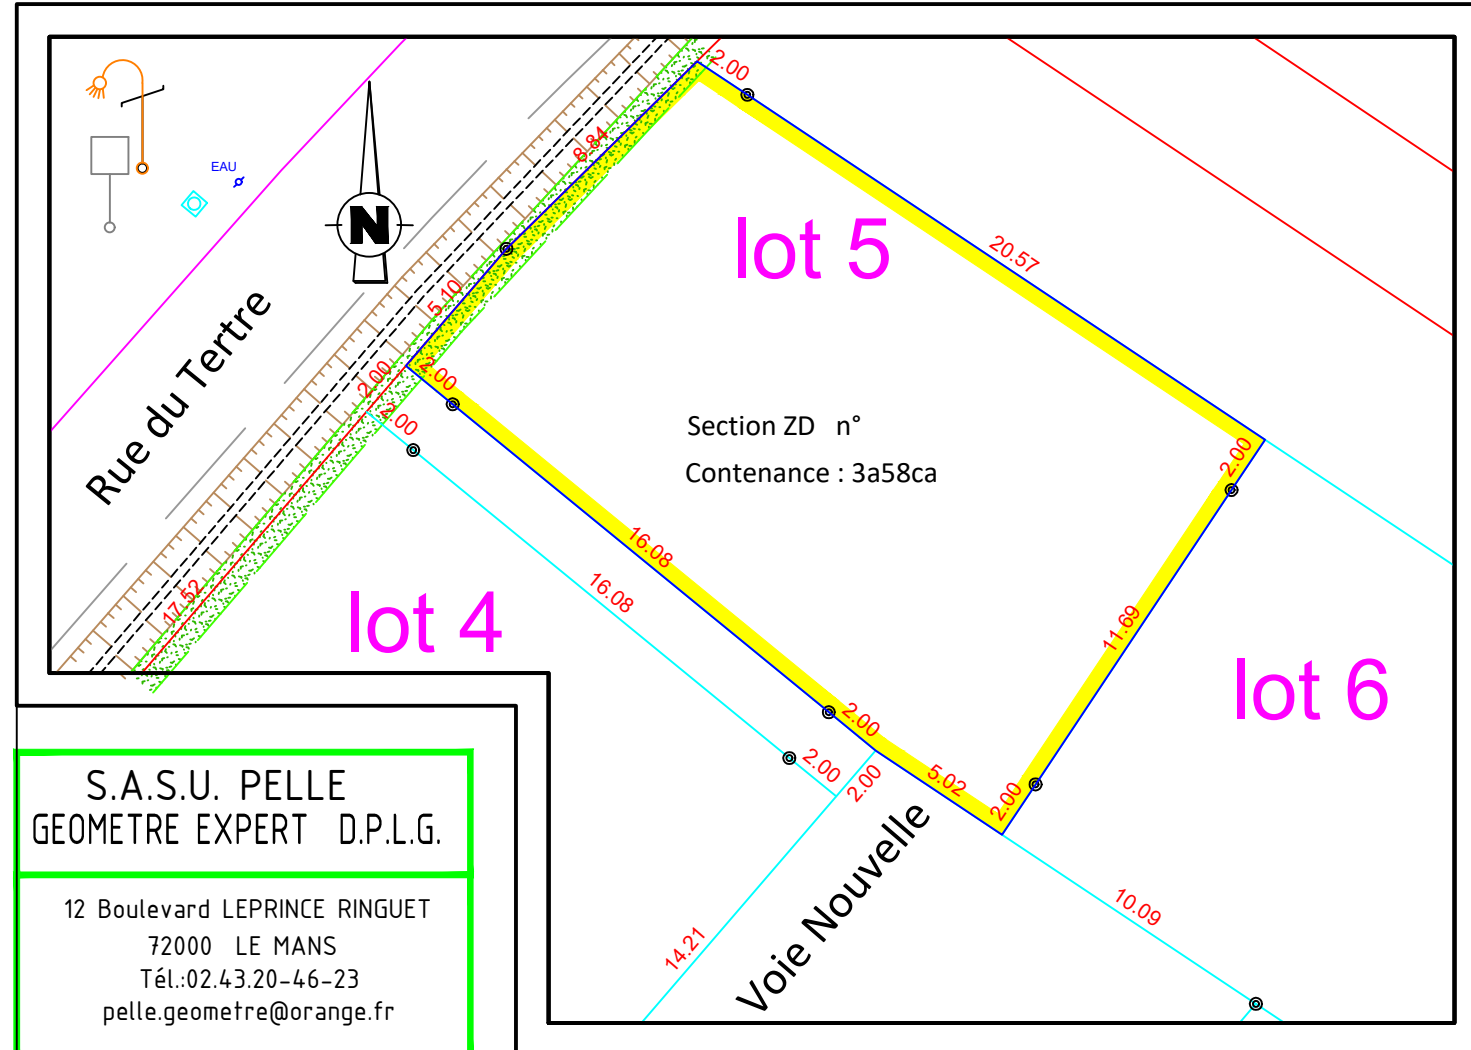 2.00
8.84
EAU
lot 5
20.57
5.10
Rue du Tertre
2.00
2.00
2.00
Section ZD n°
Contenance : 3a58ca
2.00
N
16.08
16.08
17.52
lot 4
11.69
lot 6
2.00
2.00
2.00
5.02
2.00
Voie Nouvelle
10.09
14.21
S.A.S.U. PELLE
GEOMETRE EXPERT D.P.L.G.
12 Boulevard LEPRINCE RINGUET
72000 LE MANS
Tél.:02.43.20-46-23
pelle.geometre@orange.fr